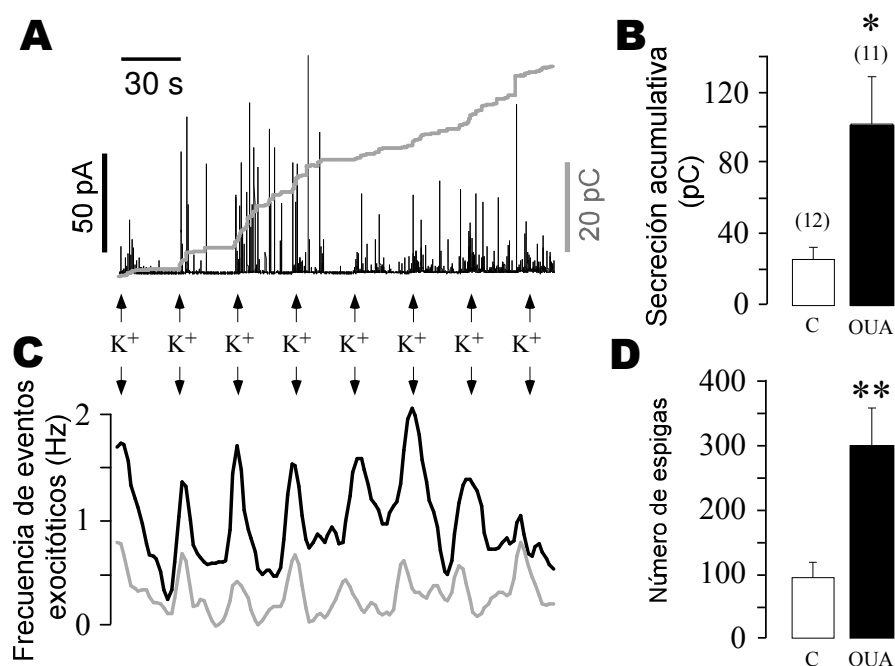 A
30 s
50 pA
20 pC
B
Secreción acumulativa
(pC)
120
80
40
0
*
(11)
(12)
C
OUA
K+ K+ K+ K+ K+ K+ K+ K+
C
Frecuencia de eventos
exocitóticos (Hz)
2
1
0
D
Número de espigas
400
300
200
100
0
**
C
OUA